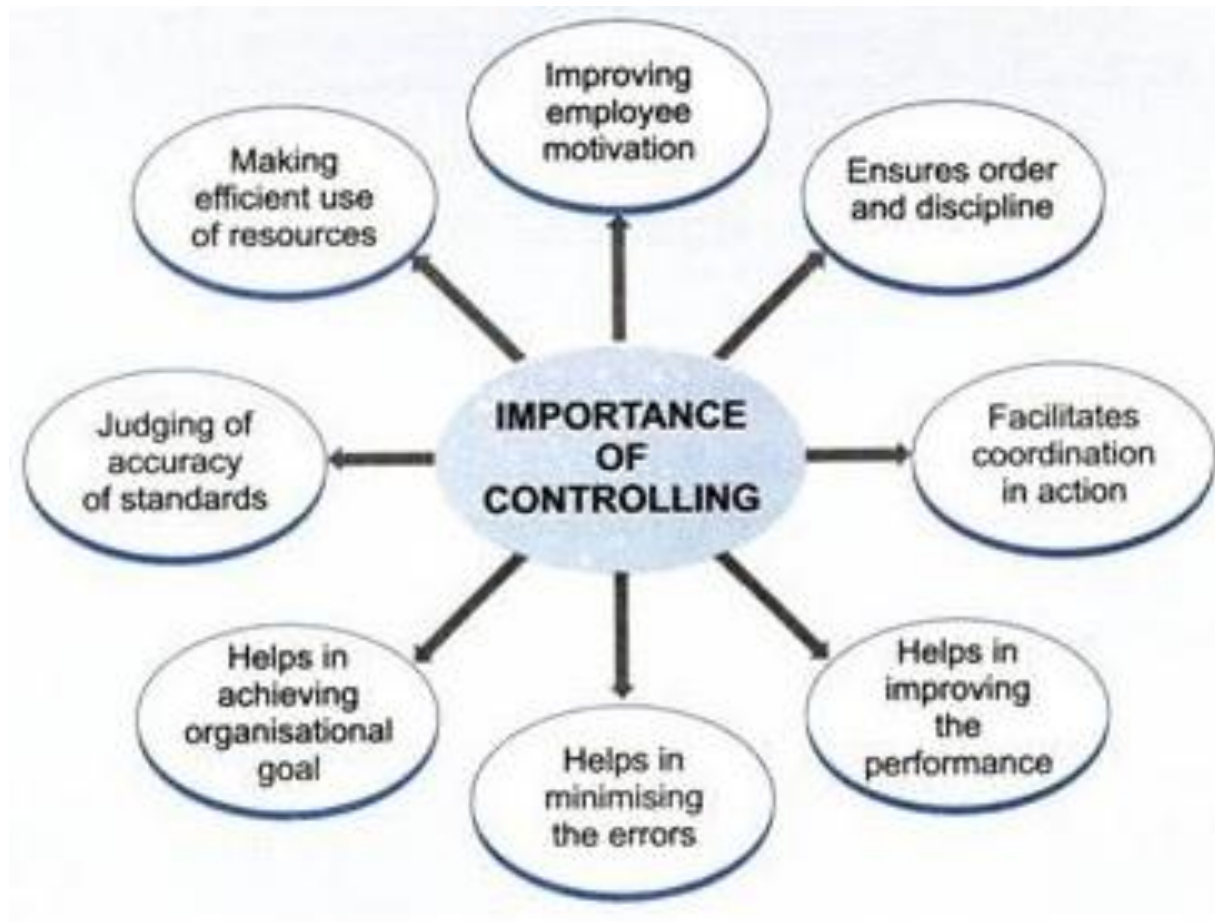 Improving
employee
motivation
Making
efficient use
of resources
Ensures order
and discipline
IMPORTANCE
OF
CONTROLLING
Judging of
accuracy
of standards
Facilitates
coordination
in action
Helps in
achieving
organisational
goal
Helps in
minimising
the errors
Helps in
improving
the
performance